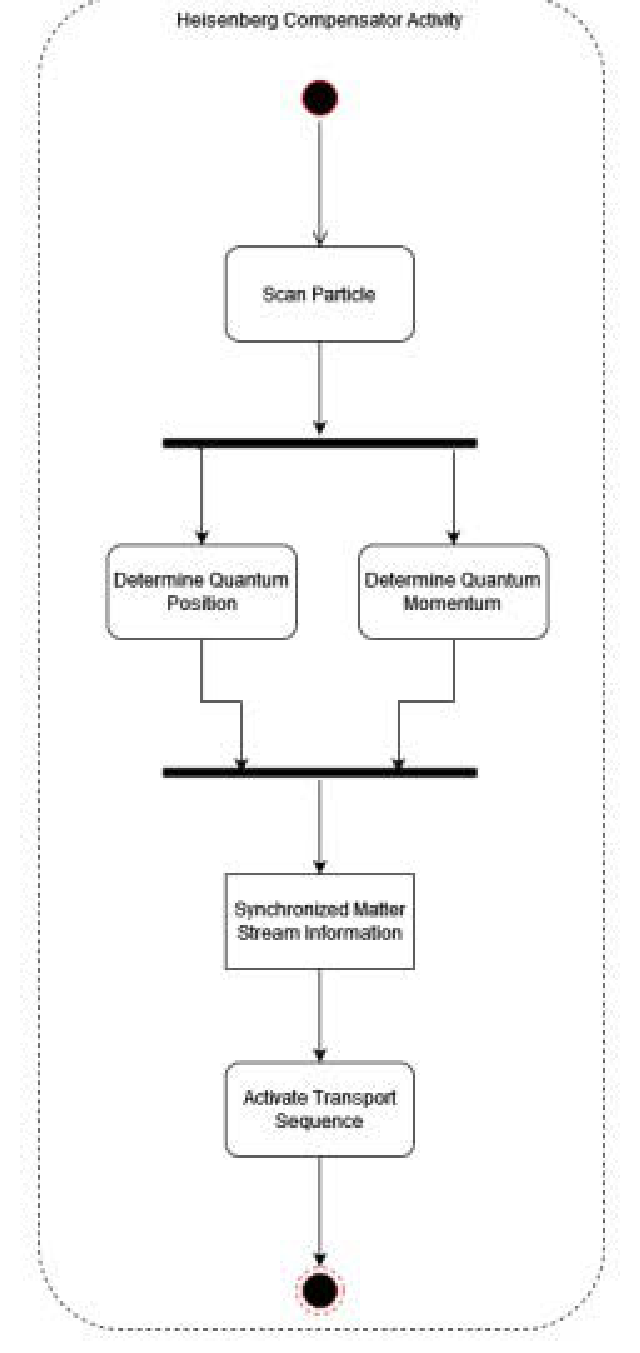 Heisenberg Compensator Activity
Scan Particle
Determine Quantum
Position
Determine Quantum
Momentum
Synchronized Matter
Stream Information
Activate Transport
Sequence